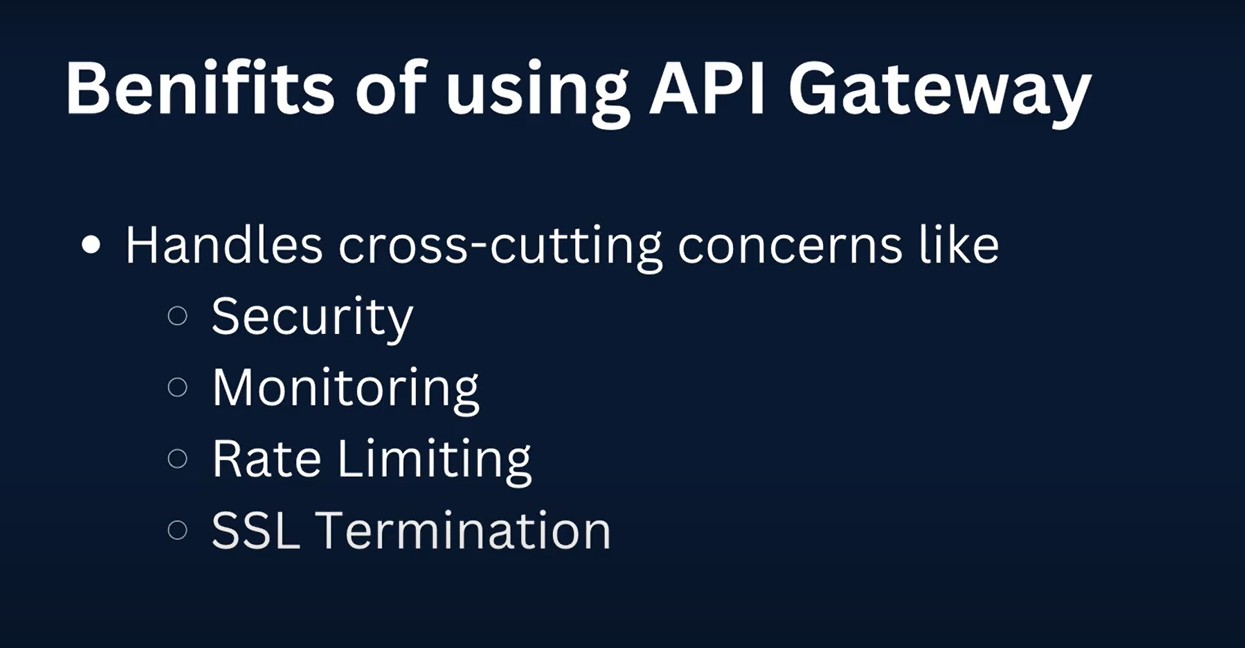 Benifits of using API Gateway
• Handles cross-cutting concerns like
○ Security
○ Monitoring
○ Rate Limiting
○ SSL Termination